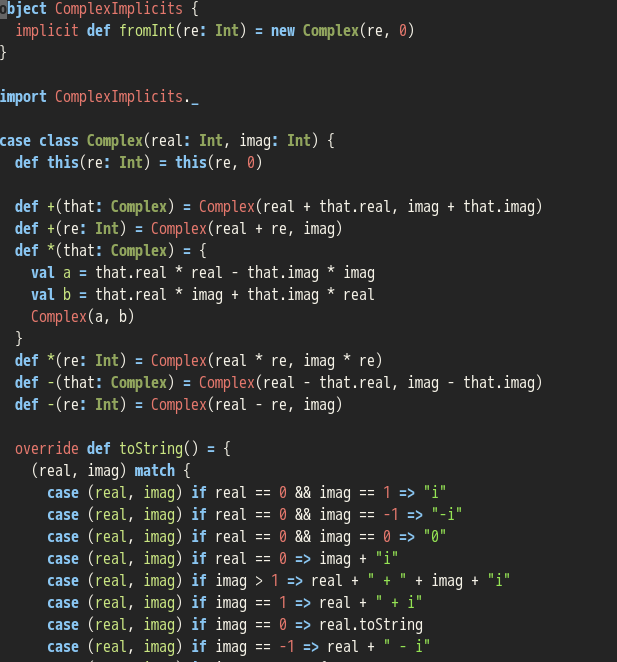 object ComplexImplicits {
  implicit def fromInt(re: Int) = new Complex(re, 0)
}

import ComplexImplicits._

case class Complex(real: Int, imag: Int) {
  def this(re: Int) = this(re, 0)

  def +(that: Complex) = Complex(real + that.real, imag + that.imag)
  def +(re: Int) = Complex(real + re, imag)
  def *(that: Complex) = {
    val a = that.real * real - that.imag * imag
    val b = that.real * imag + that.imag * real
    Complex(a, b)
  }
  def *(re: Int) = Complex(real * re, imag * re)
  def -(that: Complex) = Complex(real - that.real, imag - that.imag)
  def -(re: Int) = Complex(real - re, imag)

  override def toString() = {
    (real, imag) match {
      case (real, imag) if real == 0 && imag == 1 => "i"
      case (real, imag) if real == 0 && imag == -1 => "-i"
      case (real, imag) if real == 0 && imag == 0 => "0"
      case (real, imag) if real == 0 => imag + "i"
      case (real, imag) if imag > 1 => real + " + " + imag + "i"
      case (real, imag) if imag == 1 => real + " + i"
      case (real, imag) if imag == 0 => real.toString
      case (real, imag) if imag == -1 => real + " - i"